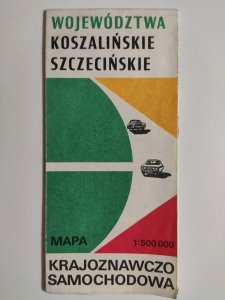 WOJEWÓDZTWA
KOSZALIŃSKIE
SZCZECIŃSKIE
MAPA 1:500 000
KRAJOZNAWCZO
SAMOCHODOWA